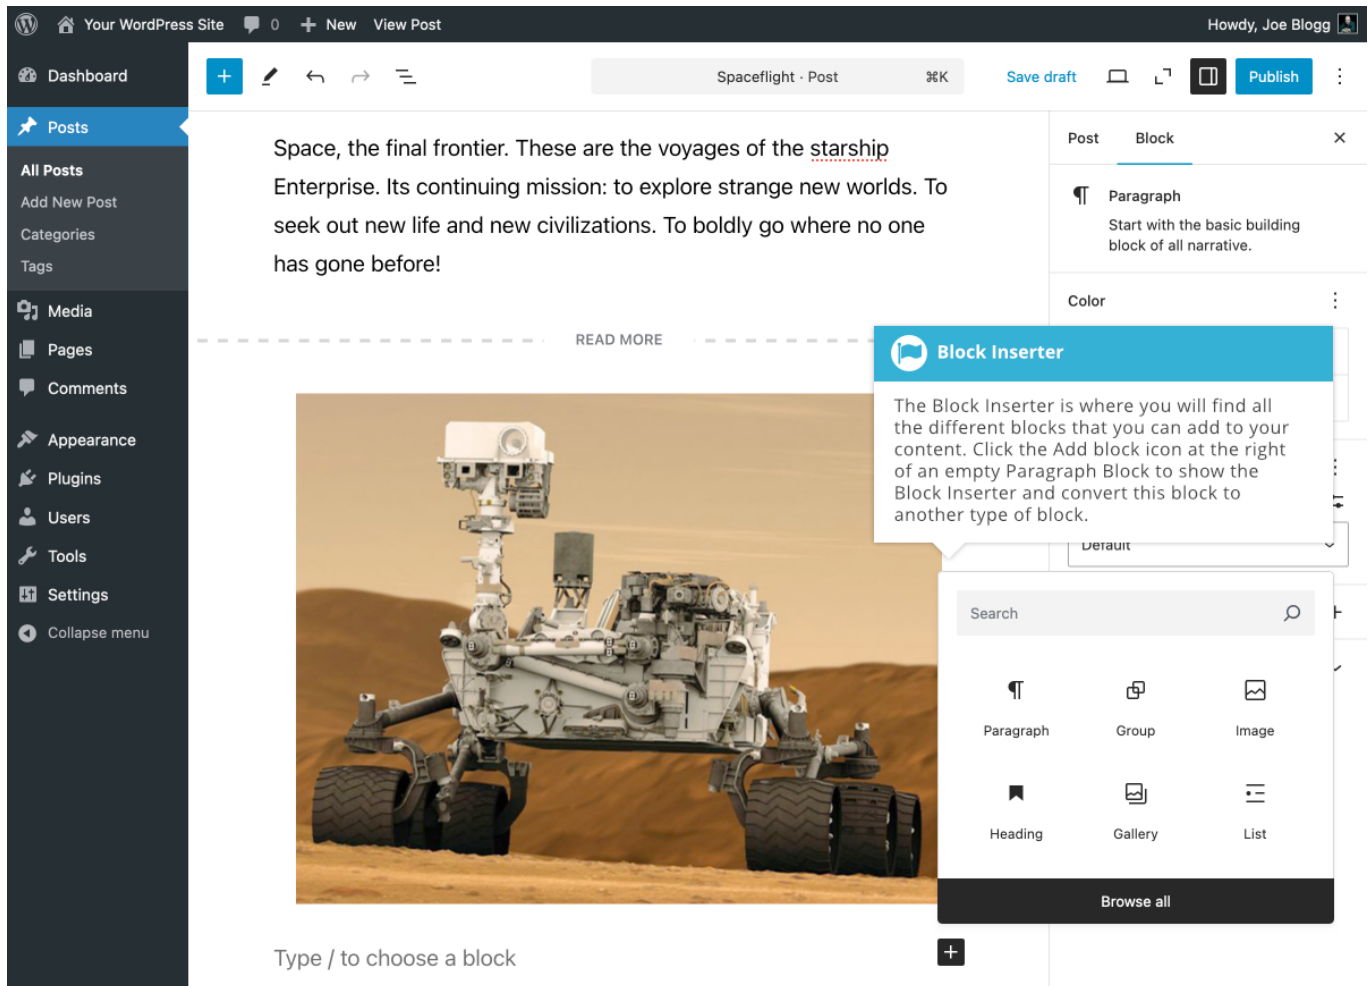 Your WordPress Site 0 New View Post Howdy, Joe Blogg
Dashboard
Posts
All Posts
Add New Post
Categories
Tags
Media
Pages
Comments
Appearance
Plugins
Users
Tools
Settings
Collapse menu
Spaceflight · Post ⌘K Save draft Publish
Space, the final frontier. These are the voyages of the starship
Enterprise. Its continuing mission: to explore strange new worlds. To
seek out new life and new civilizations. To boldly go where no one
has gone before!
READ MORE
Type / to choose a block
Post Block
Paragraph
Start with the basic building
block of all narrative.
Color
Block Inserter
The Block Inserter is where you will find all
the different blocks that you can add to your
content. Click the Add block icon at the right
of an empty Paragraph Block to show the
Block Inserter and convert this block to
another type of block.
Default
Search
Paragraph Group Image
Heading Gallery List
Browse all